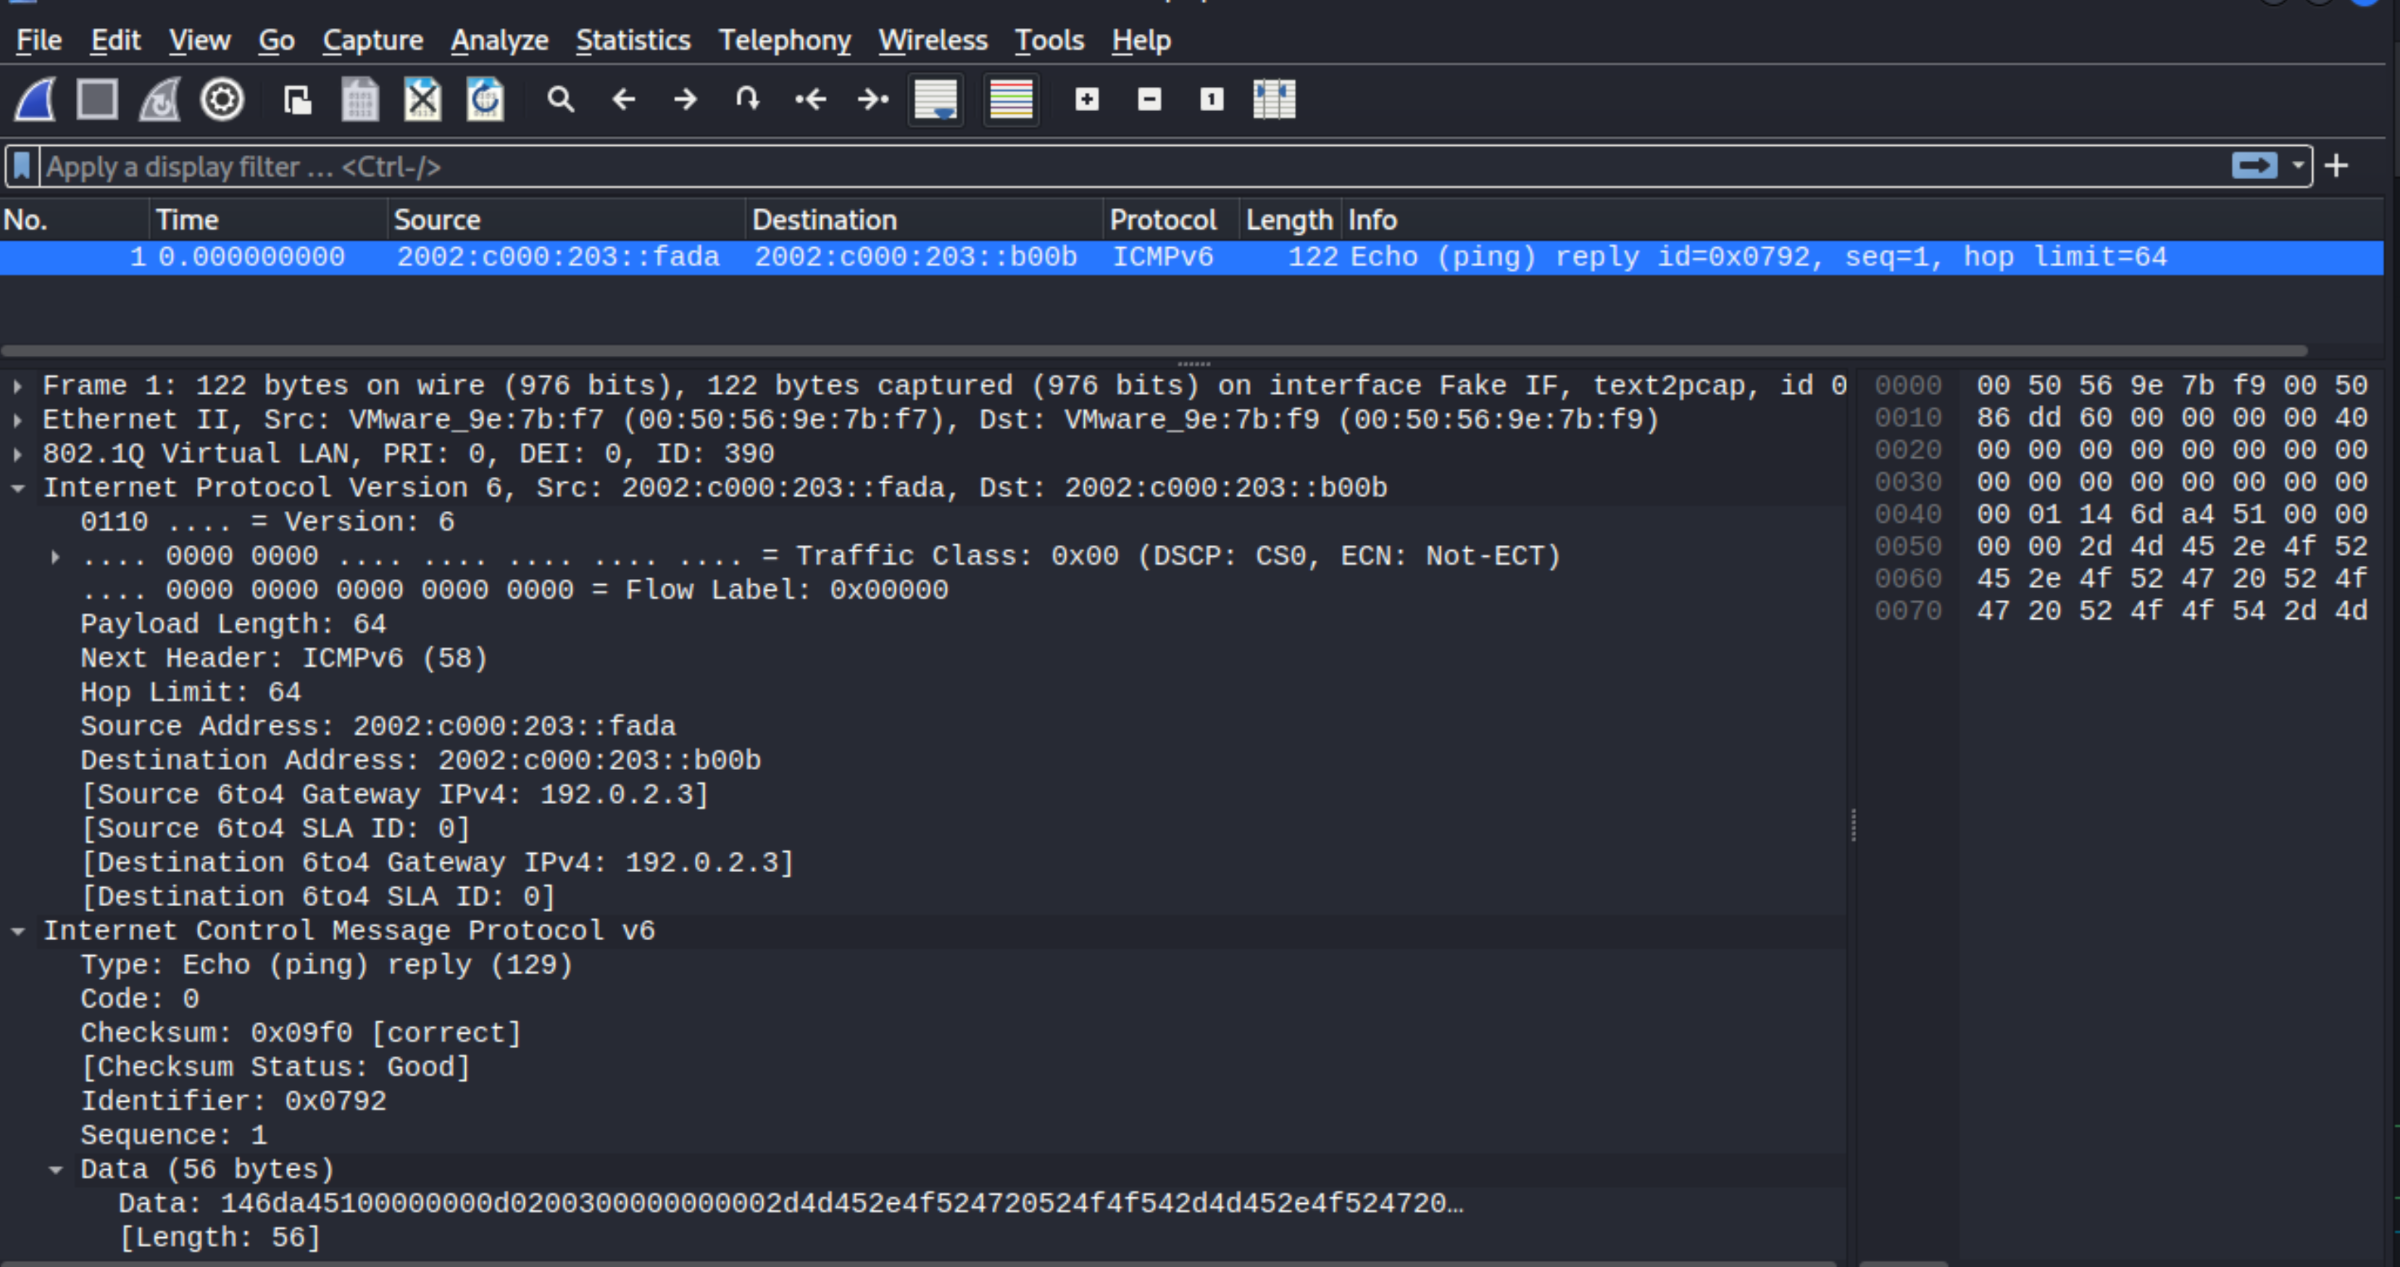 File Edit View Go Capture Analyze Statistics Telephony Wireless Tools Help
Apply a display filter … <Ctrl-/>
No. Time Source Destination Protocol Length Info
1 0.000000000 2002:c000:203::fada 2002:c000:203::b00b ICMPv6 122 Echo (ping) reply id=0x0792, seq=1, hop limit=64
Frame 1: 122 bytes on wire (976 bits), 122 bytes captured (976 bits) on interface Fake IF, text2pcap, id 0
Ethernet II, Src: VMware_9e:7b:f7 (00:50:56:9e:7b:f7), Dst: VMware_9e:7b:f9 (00:50:56:9e:7b:f9)
802.1Q Virtual LAN, PRI: 0, DEI: 0, ID: 390
Internet Protocol Version 6, Src: 2002:c000:203::fada, Dst: 2002:c000:203::b00b
0110 .... = Version: 6
.... 0000 0000 .... .... .... .... .... = Traffic Class: 0x00 (DSCP: CS0, ECN: Not-ECT)
.... 0000 0000 0000 0000 0000 = Flow Label: 0x00000
Payload Length: 64
Next Header: ICMPv6 (58)
Hop Limit: 64
Source Address: 2002:c000:203::fada
Destination Address: 2002:c000:203::b00b
[Source 6to4 Gateway IPv4: 192.0.2.3]
[Source 6to4 SLA ID: 0]
[Destination 6to4 Gateway IPv4: 192.0.2.3]
[Destination 6to4 SLA ID: 0]
Internet Control Message Protocol v6
Type: Echo (ping) reply (129)
Code: 0
Checksum: 0x09f0 [correct]
[Checksum Status: Good]
Identifier: 0x0792
Sequence: 1
Data (56 bytes)
Data: 146da45100000000d0200300000000002d4d452e4f524720524f4f542d4d452e4f524720…
[Length: 56]
0000 00 50 56 9e 7b f9 00 50
0010 86 dd 60 00 00 00 00 40
0020 00 00 00 00 00 00 00 00
0030 00 00 00 00 00 00 00 00
0040 00 01 14 6d a4 51 00 00
0050 00 00 2d 4d 45 2e 4f 52
0060 45 2e 4f 52 47 20 52 4f
0070 47 20 52 4f 4f 54 2d 4d